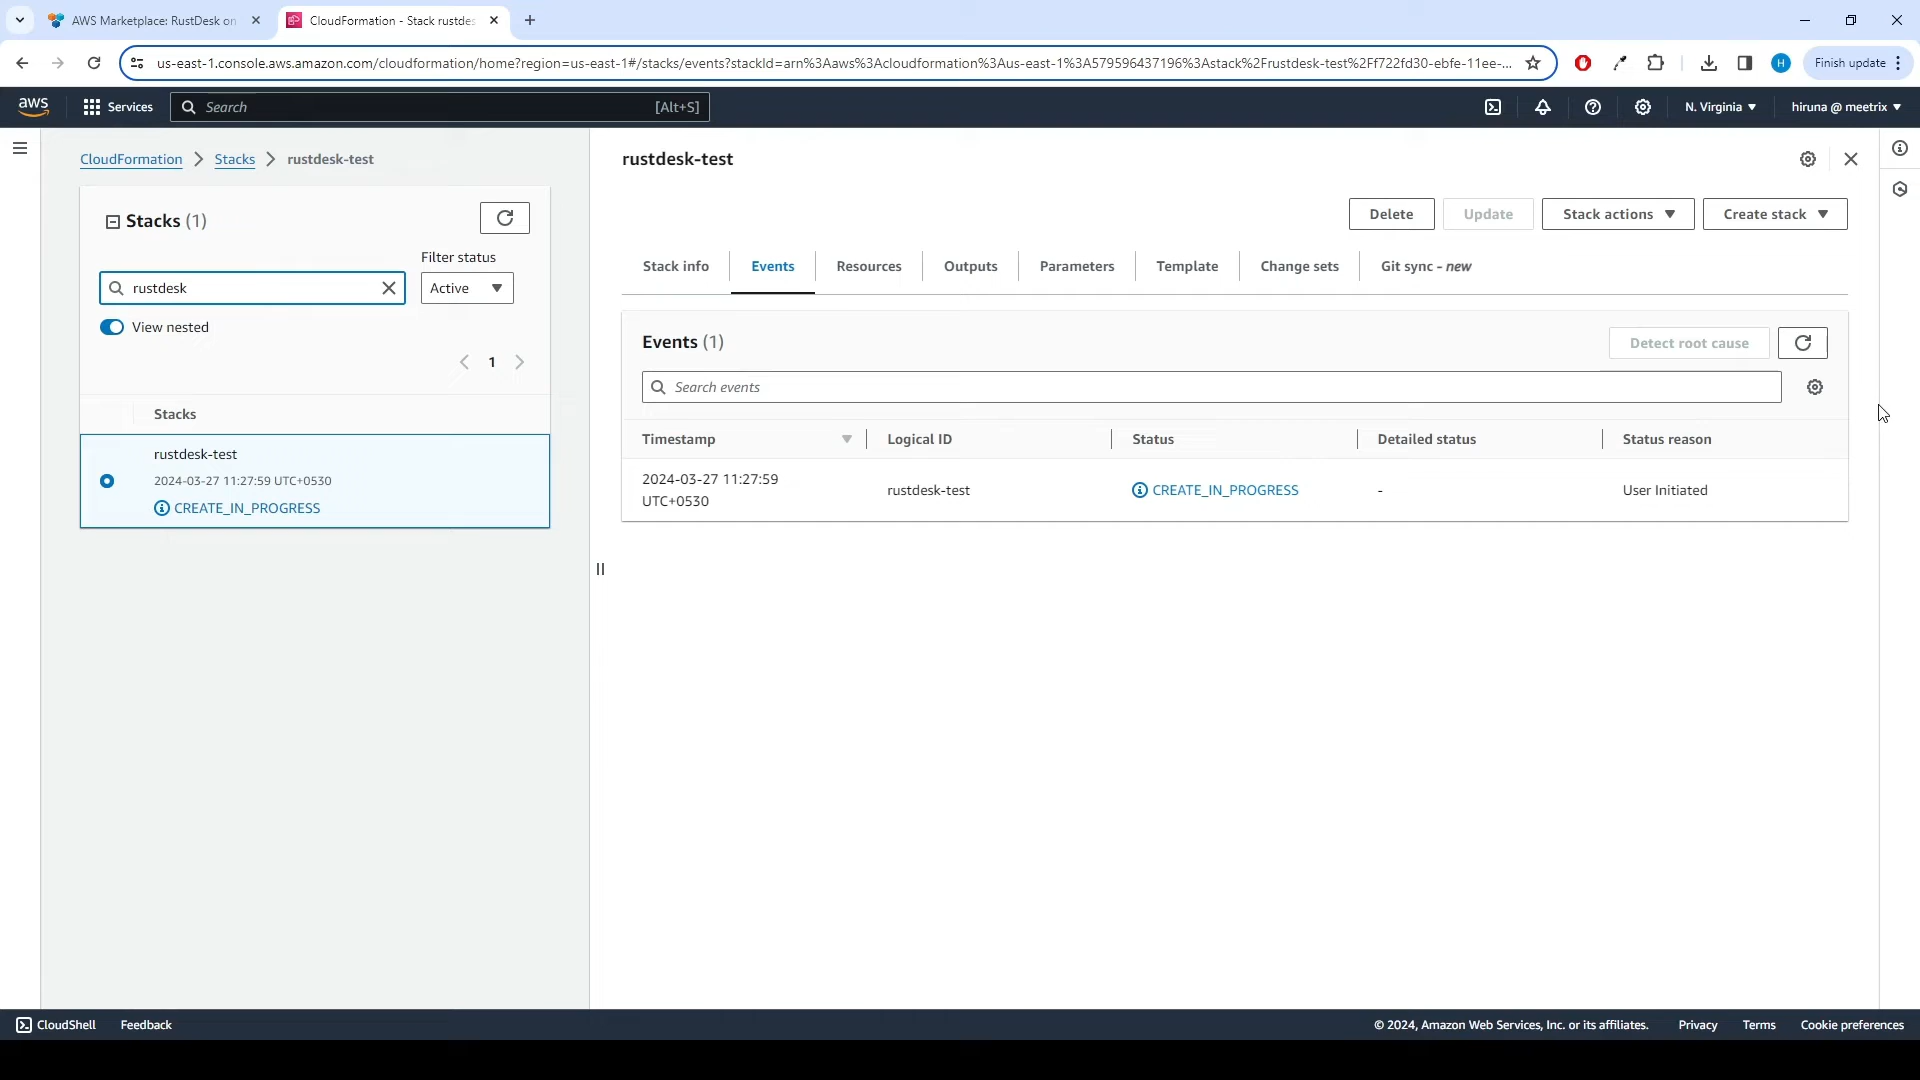 AWS Marketplace: RustDesk on
CloudFormation - Stack rustdes
us-east-1.console.aws.amazon.com/cloudformation/home?region=us-east-1#/stacks/events?stackId=arn%3Aaws%3Acloudformation%3Aus-east-1%3A579596437196%3Astack%2Frustdesk-test%2Ff722fd30-ebfe-11ee-...
H
Finish update
aws
Services
Search
[Alt+S]
N. Virginia
hiruna @ meetrix
CloudFormation
Stacks
rustdesk-test
Stacks (1)
Filter status
rustdesk
Active
View nested
1
Stacks
rustdesk-test
2024-03-27 11:27:59 UTC+0530
CREATE_IN_PROGRESS
rustdesk-test
Delete
Update
Stack actions
Create stack
Stack info
Events
Resources
Outputs
Parameters
Template
Change sets
Git sync - new
Events (1)
Detect root cause
Search events
Timestamp
Logical ID
Status
Detailed status
Status reason
2024-03-27 11:27:59
UTC+0530
rustdesk-test
CREATE_IN_PROGRESS
-
User Initiated
CloudShell
Feedback
© 2024, Amazon Web Services, Inc. or its affiliates.
Privacy
Terms
Cookie preferences